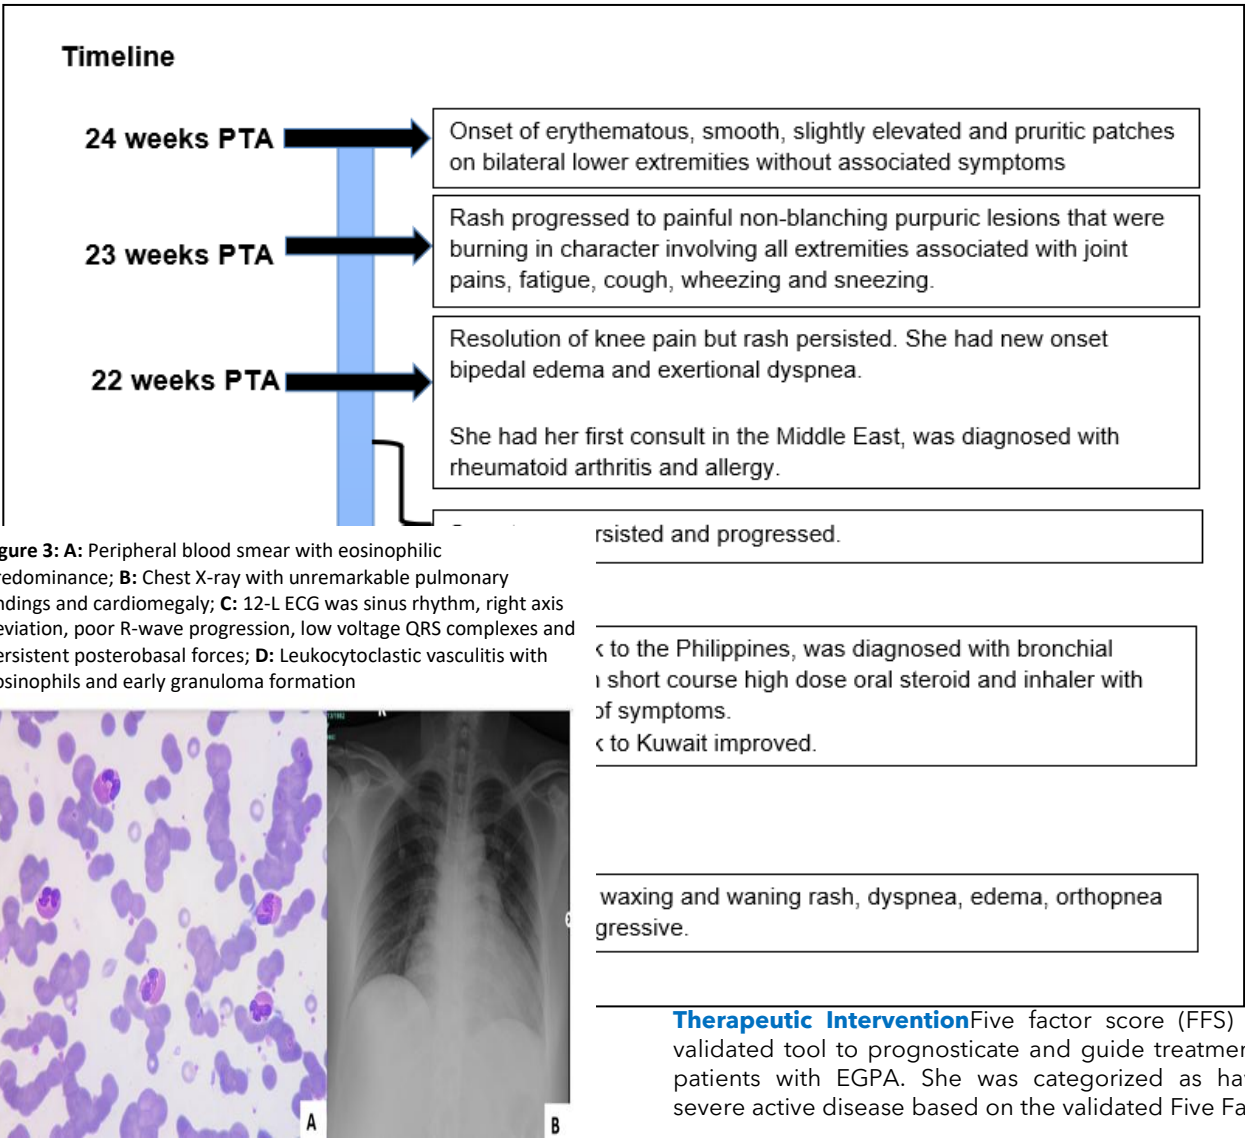 Timeline
24 weeks PTA
Onset of erythematous, smooth, slightly elevated and pruritic patches
on bilateral lower extremities without associated symptoms
23 weeks PTA
Rash progressed to painful non-blanching purpuric lesions that were
burning in character involving all extremities associated with joint
pains, fatigue, cough, wheezing and sneezing.
22 weeks PTA
Resolution of knee pain but rash persisted. She had new onset
bipedal edema and exertional dyspnea.
She had her first consult in the Middle East, was diagnosed with
rheumatoid arthritis and allergy.
rsisted and progressed.
k to the Philippines, was diagnosed with bronchial
short course high dose oral steroid and inhaler with
of symptoms.
k to Kuwait improved.
waxing and waning rash, dyspnea, edema, orthopnea
gressive.
gure 3: A: Peripheral blood smear with eosinophilic
redominance; B: Chest X-ray with unremarkable pulmonary
ndings and cardiomegaly; C: 12-L ECG was sinus rhythm, right axis
eviation, poor R-wave progression, low voltage QRS complexes and
ersistent posterobasal forces; D: Leukocytoclastic vasculitis with
osinophils and early granuloma formation
A
B
Therapeutic InterventionFive factor score (FFS)
validated tool to prognosticate and guide treatmen
patients with EGPA. She was categorized as ha
severe active disease based on the validated Five Fa